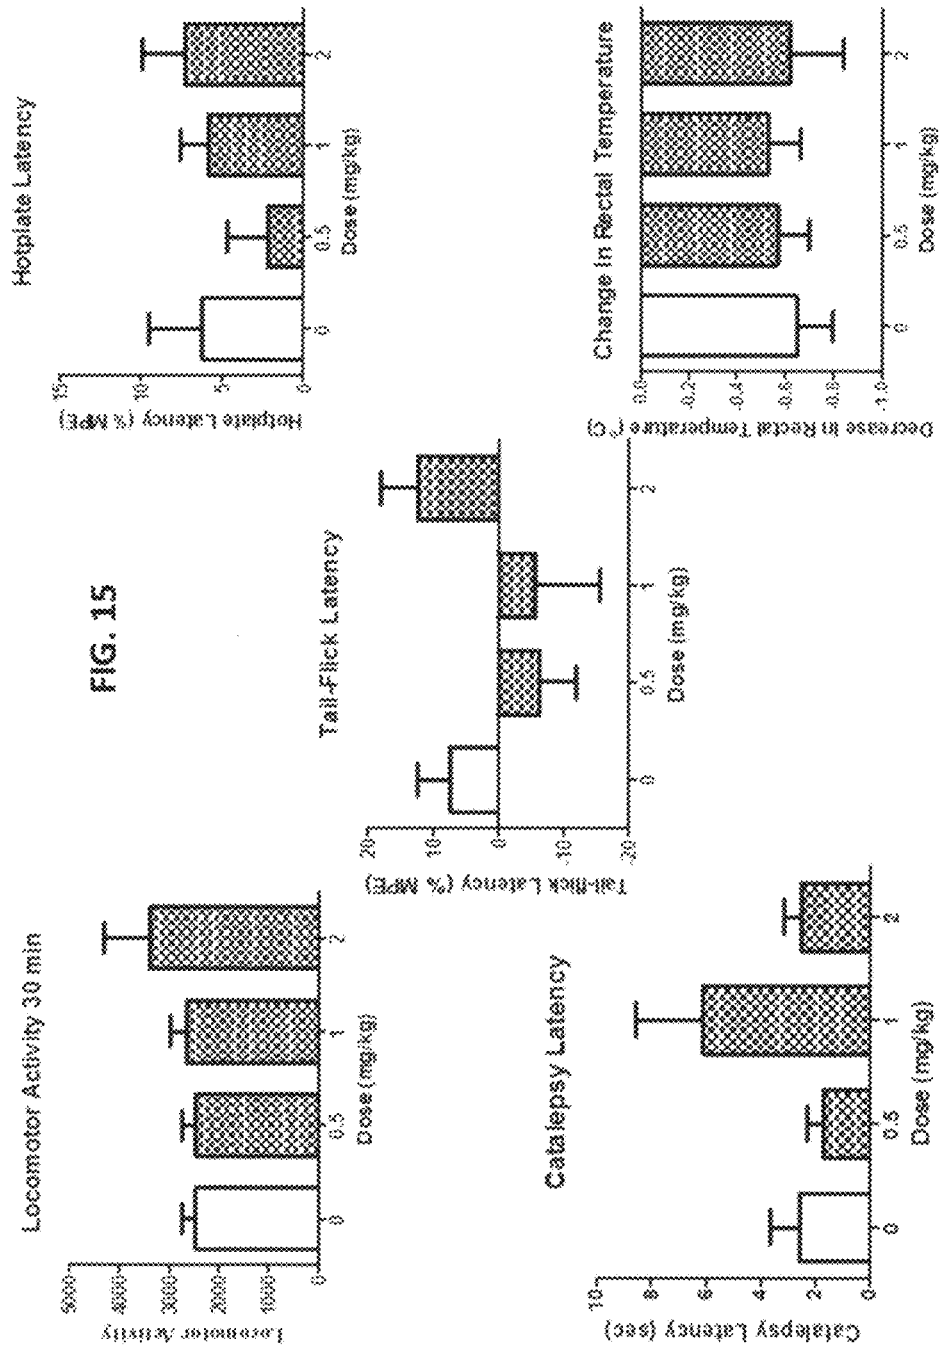 FIG. 15
Locomotor Activity 30 min
Locomotor Activity
5000
4000
3000
2000
1000
0
0 0.5 1 2
Dose (mg/kg)
Catalepsy Latency
Catalepsy Latency (sec)
10
8
6
4
2
0
0 0.5 1 2
Dose (mg/kg)
Tail-Flick Latency
Tail-flick Latency (% MPE)
20
10
0
-10
-20
0 0.5 1 2
Dose (mg/kg)
Hotplate Latency
Hotplate Latency (% MPE)
15
10
5
0
0 0.5 1 2
Dose (mg/kg)
Change In Rectal Temperature
Decrease in Rectal Temperature (°C)
0.0
-0.2
-0.4
-0.6
-0.8
-1.0
0 0.5 1 2
Dose (mg/kg)